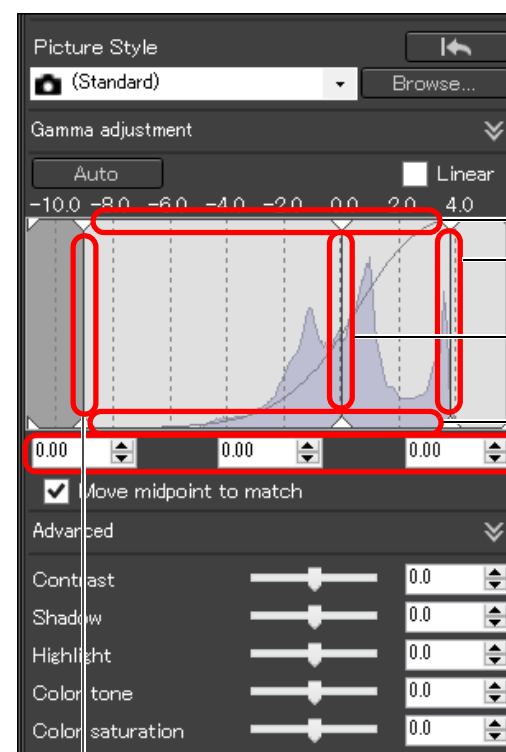 Picture Style
(Standard)
Browse...
Gamma adjustment
Auto
Linear
-10.0 -8.0 -6.0 -4.0 -2.0 0.0 2.0 4.0
0.00 0.00 0.00
Move midpoint to match
Advanced
Contrast 0.0
Shadow 0.0
Highlight 0.0
Color tone 0.0
Color saturation 0.0